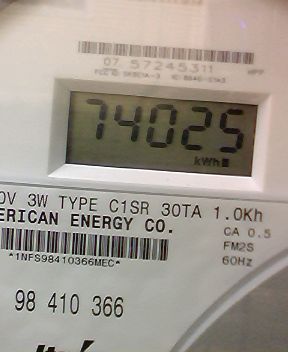 07 57245311
74025
kWh
0V 3W TYPE C1SR 30TA 1.0Kh
ERICAN ENERGY CO.
CA 0.5
FM2S
60Hz
*1NFS98410366MEC*
98 410 366